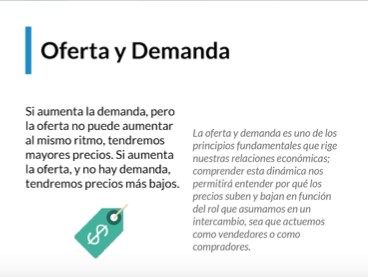 Oferta y Demanda
Si aumenta la demanda, pero
la oferta no puede aumentar
al mismo ritmo, tendremos
mayores precios. Si aumenta
la oferta, y no hay demanda,
tendremos precios más bajos.
La oferta y demanda es uno de los
principios fundamentales que rige
nuestras relaciones económicas;
comprender esta dinámica nos
permitirá entender por qué los
precios suben y bajan en función
del rol que asumamos en un
intercambio, sea que actuemos
como vendedores o como
compradores.
$